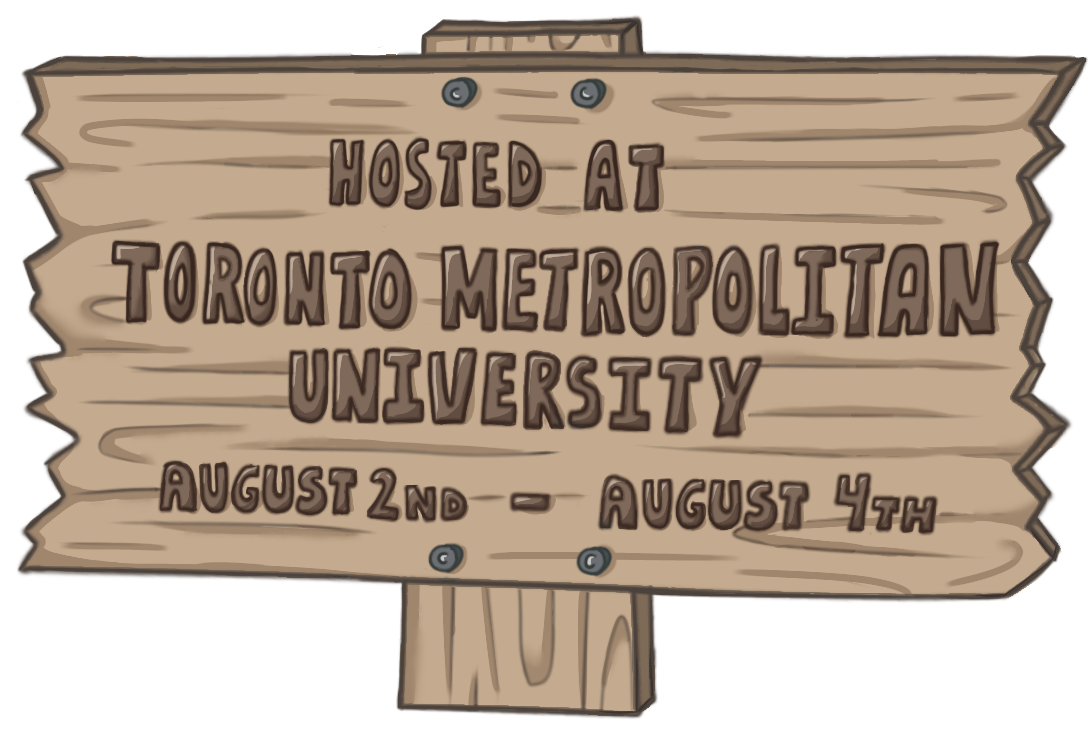 HOSTED AT
TORONTO METROPOLITAN
UNIVERSITY
AUGUST 2ND - AUGUST 4TH